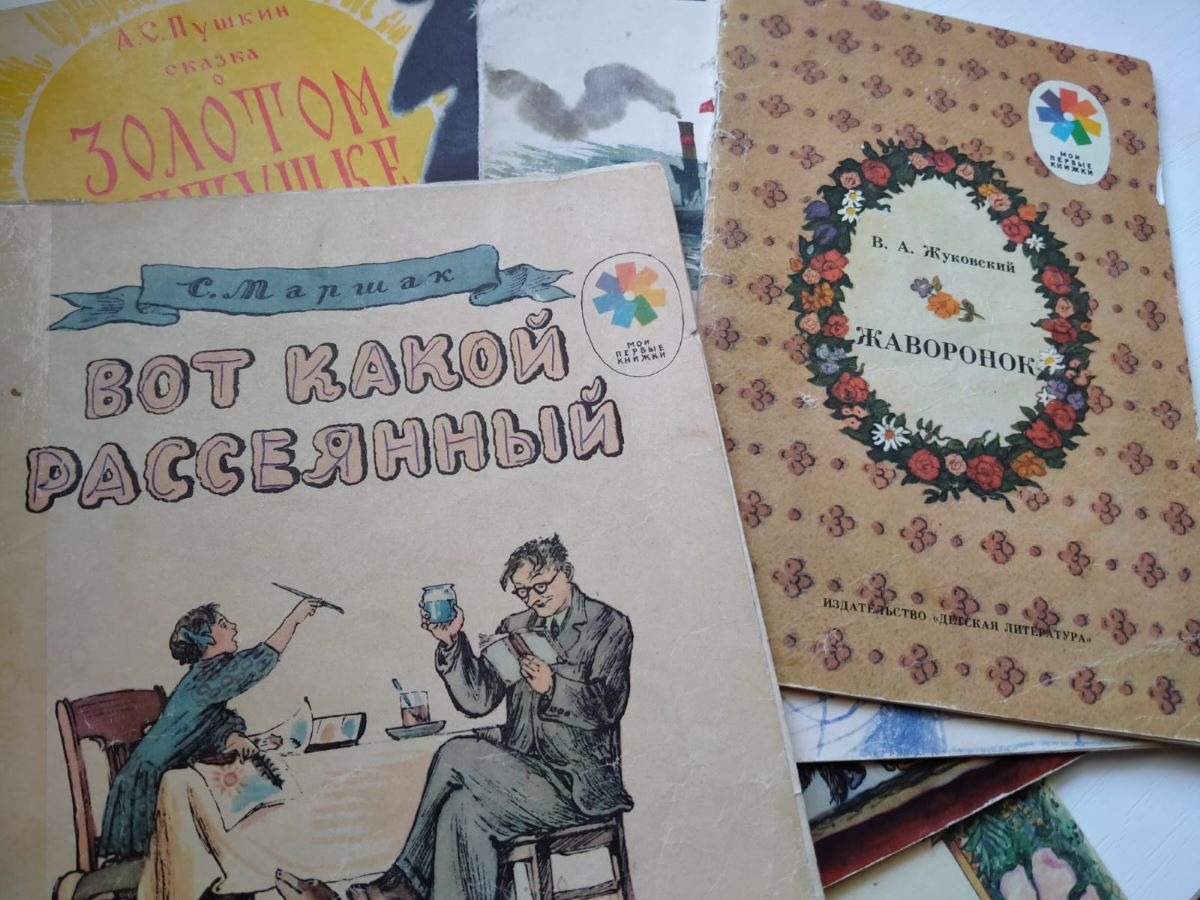 А.С. Пушкин
сказка
о
ЗОЛОТОМ
С. Маршак
ВОТ КАКОЙ
РАССЕЯННЫЙ
МОИ
ПЕРВЫЕ
КНИЖКИ
МОИ
ПЕРВЫЕ
КНИЖКИ
В. А. Жуковский
ЖАВОРОНОК
ИЗДАТЕЛЬСТВО «ДЕТСКАЯ ЛИТЕРАТУРА»